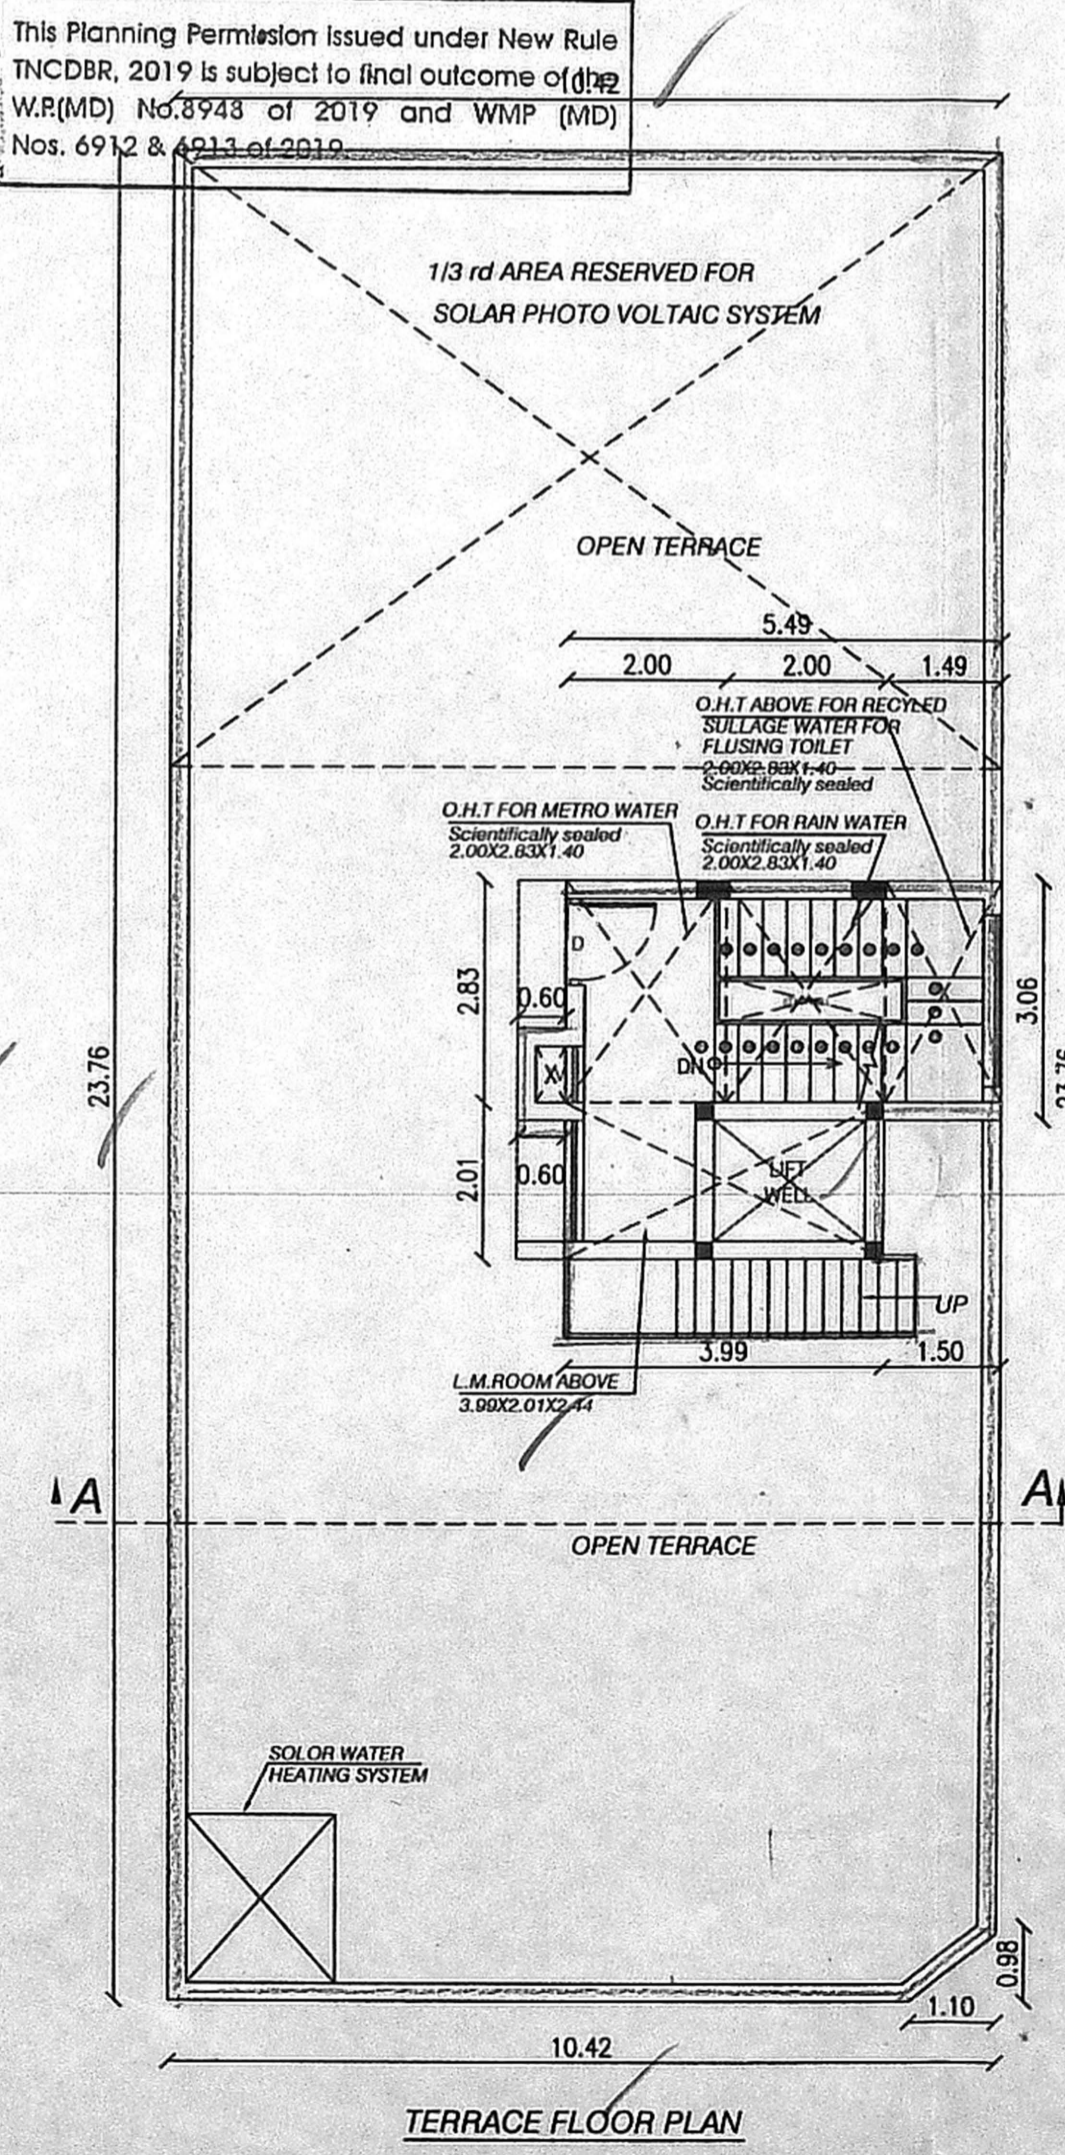 This Planning Permission issued under New Rule
TNCDBR, 2019 is subject to final outcome of the
W.P.(MD) No.8948 of 2019 and WMP (MD)
Nos. 6912 & 6913 of 2019.
10.42
1/3 rd AREA RESERVED FOR
SOLAR PHOTO VOLTAIC SYSTEM
OPEN TERRACE
5.49
2.00 2.00 1.49
O.H.T ABOVE FOR RECYLED
SULLAGE WATER FOR
FLUSING TOILET
2.00X2.83X1.40
Scientifically sealed
O.H.T FOR METRO WATER
Scientifically sealed
2.00X2.83X1.40
O.H.T FOR RAIN WATER
Scientifically sealed
2.00X2.83X1.40
D
2.83
0.60
3.06
23.76
23.76
DN
2.01
0.60
LIFT
WELL
UP
3.99 1.50
L.M.ROOM ABOVE
3.99X2.01X2.44
A A
OPEN TERRACE
SOLOR WATER
HEATING SYSTEM
0.98
1.10
10.42
TERRACE FLOOR PLAN